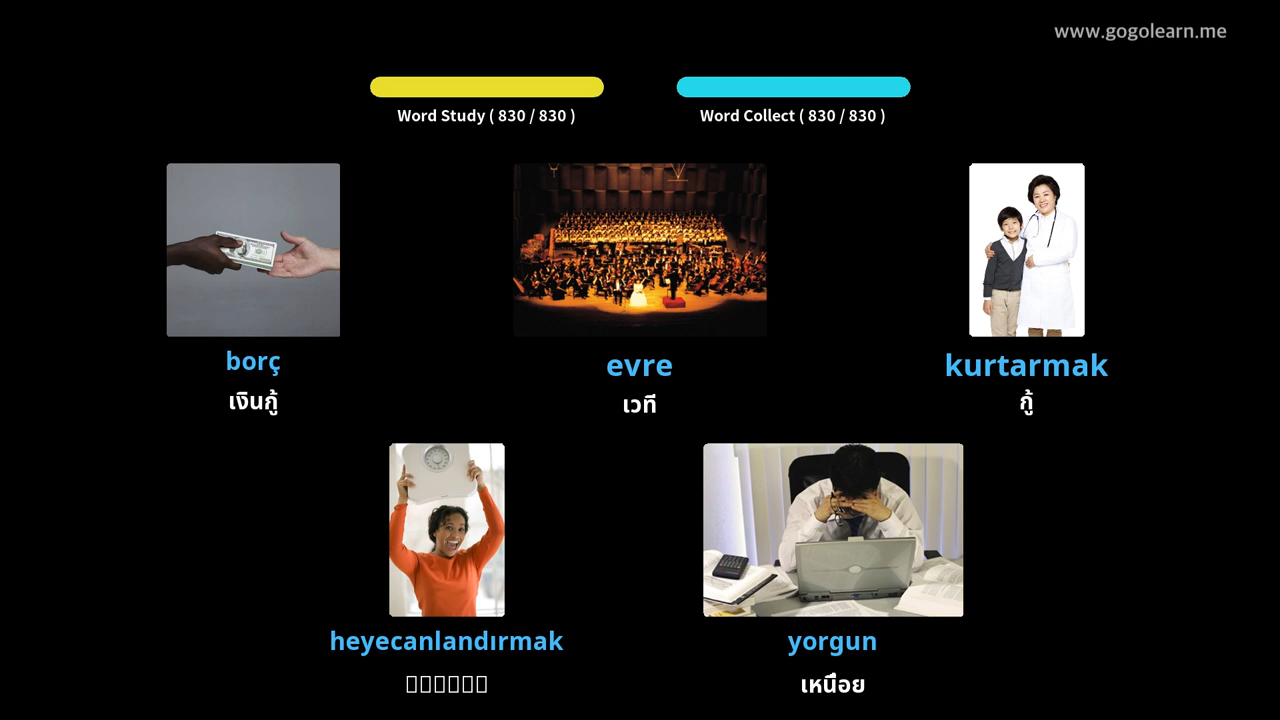 www.gogolearn.me
Word Study ( 830 / 830 )
Word Collect ( 830 / 830 )
borç
evre
kurtarmak
เงินกู้
เวที
กู้
heyecanlandırmak
yorgun
เหนื่อย